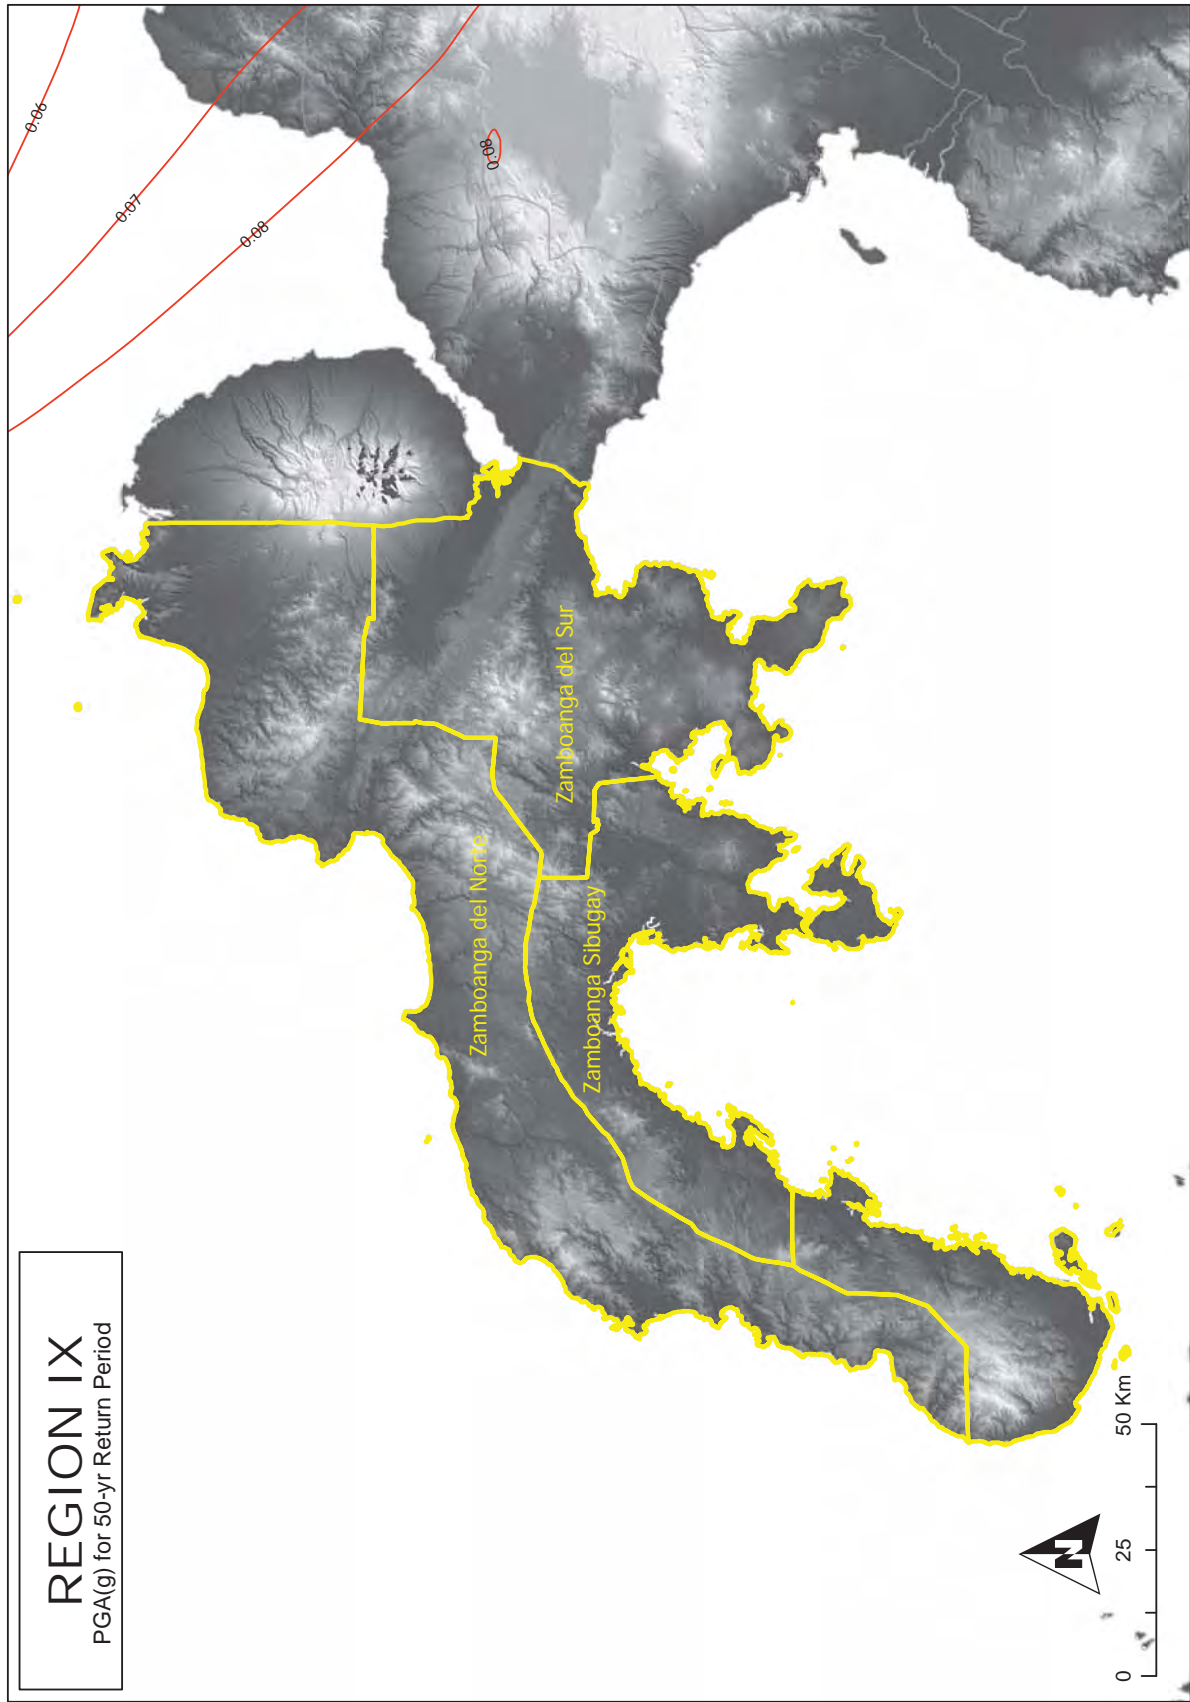 REGION IX
PGA(g) for 50-yr Return Period
0.06
0.07
0.08
0.08
Zamboanga del Norte
Zamboanga del Sur
Zamboanga Sibugay
N
0 25 50 Km